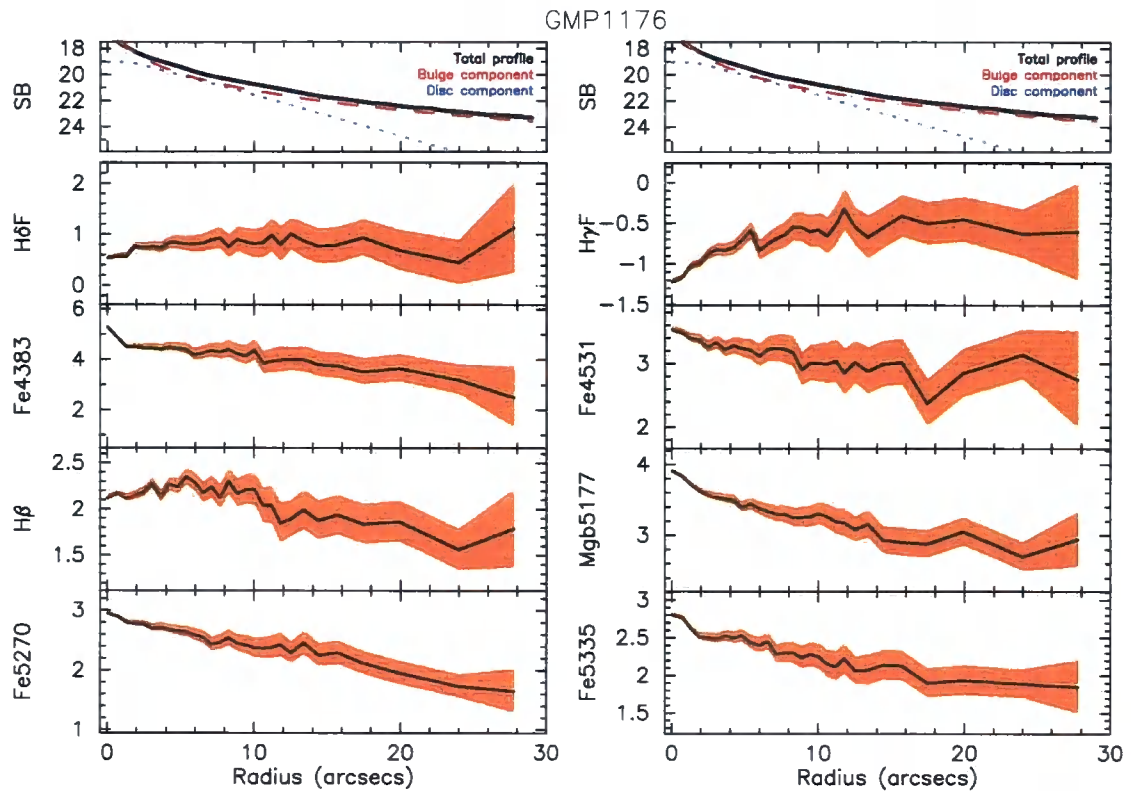 GMP1176
18
20
22
24
SB
Total profile
Bulge component
Disc component
18
20
22
24
SB
Total profile
Bulge component
Disc component
2
1
0
HδF
0
−0.5
−1
−1.5
HγF
6
4
2
Fe4383
3
2
Fe4531
2.5
2
1.5
Hβ
4
3
Mgb5177
3
2
1
Fe5270
3
2.5
2
1.5
Fe5335
0 10 20 30
Radius (arcsecs)
0 10 20 30
Radius (arcsecs)